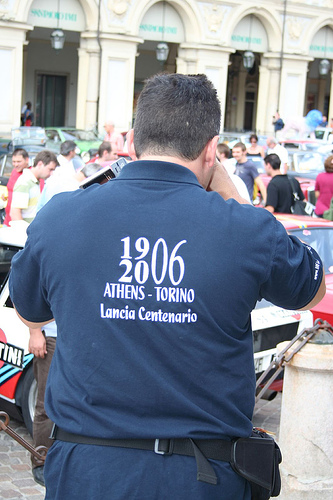 1906
2006
ATHENS - TORINO
Lancia Centenario
TINI